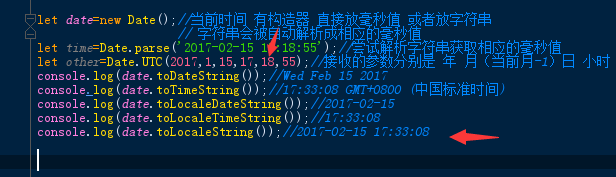 let date=new Date();//当前时间 有构造器 直接放毫秒值 或者放字符串
// 字符串会被自动解析成相应的毫秒值
let time=Date.parse('2017-02-15 1 :18:55');//尝试解析字符串获取相应的毫秒值
let other=Date.UTC(2017,1,15,17,18,55);//接收的参数分别是 年 月(当前月-1)日 小时
console.log(date.toDateString());//Wed Feb 15 2017
console.log(date.toTimeString());//17:33:08 GMT+0800 (中国标准时间)
console.log(date.toLocaleDateString());//2017-02-15
console.log(date.toLocaleTimeString());//17:33:08
console.log(date.toLocaleString());//2017-02-15 17:33:08